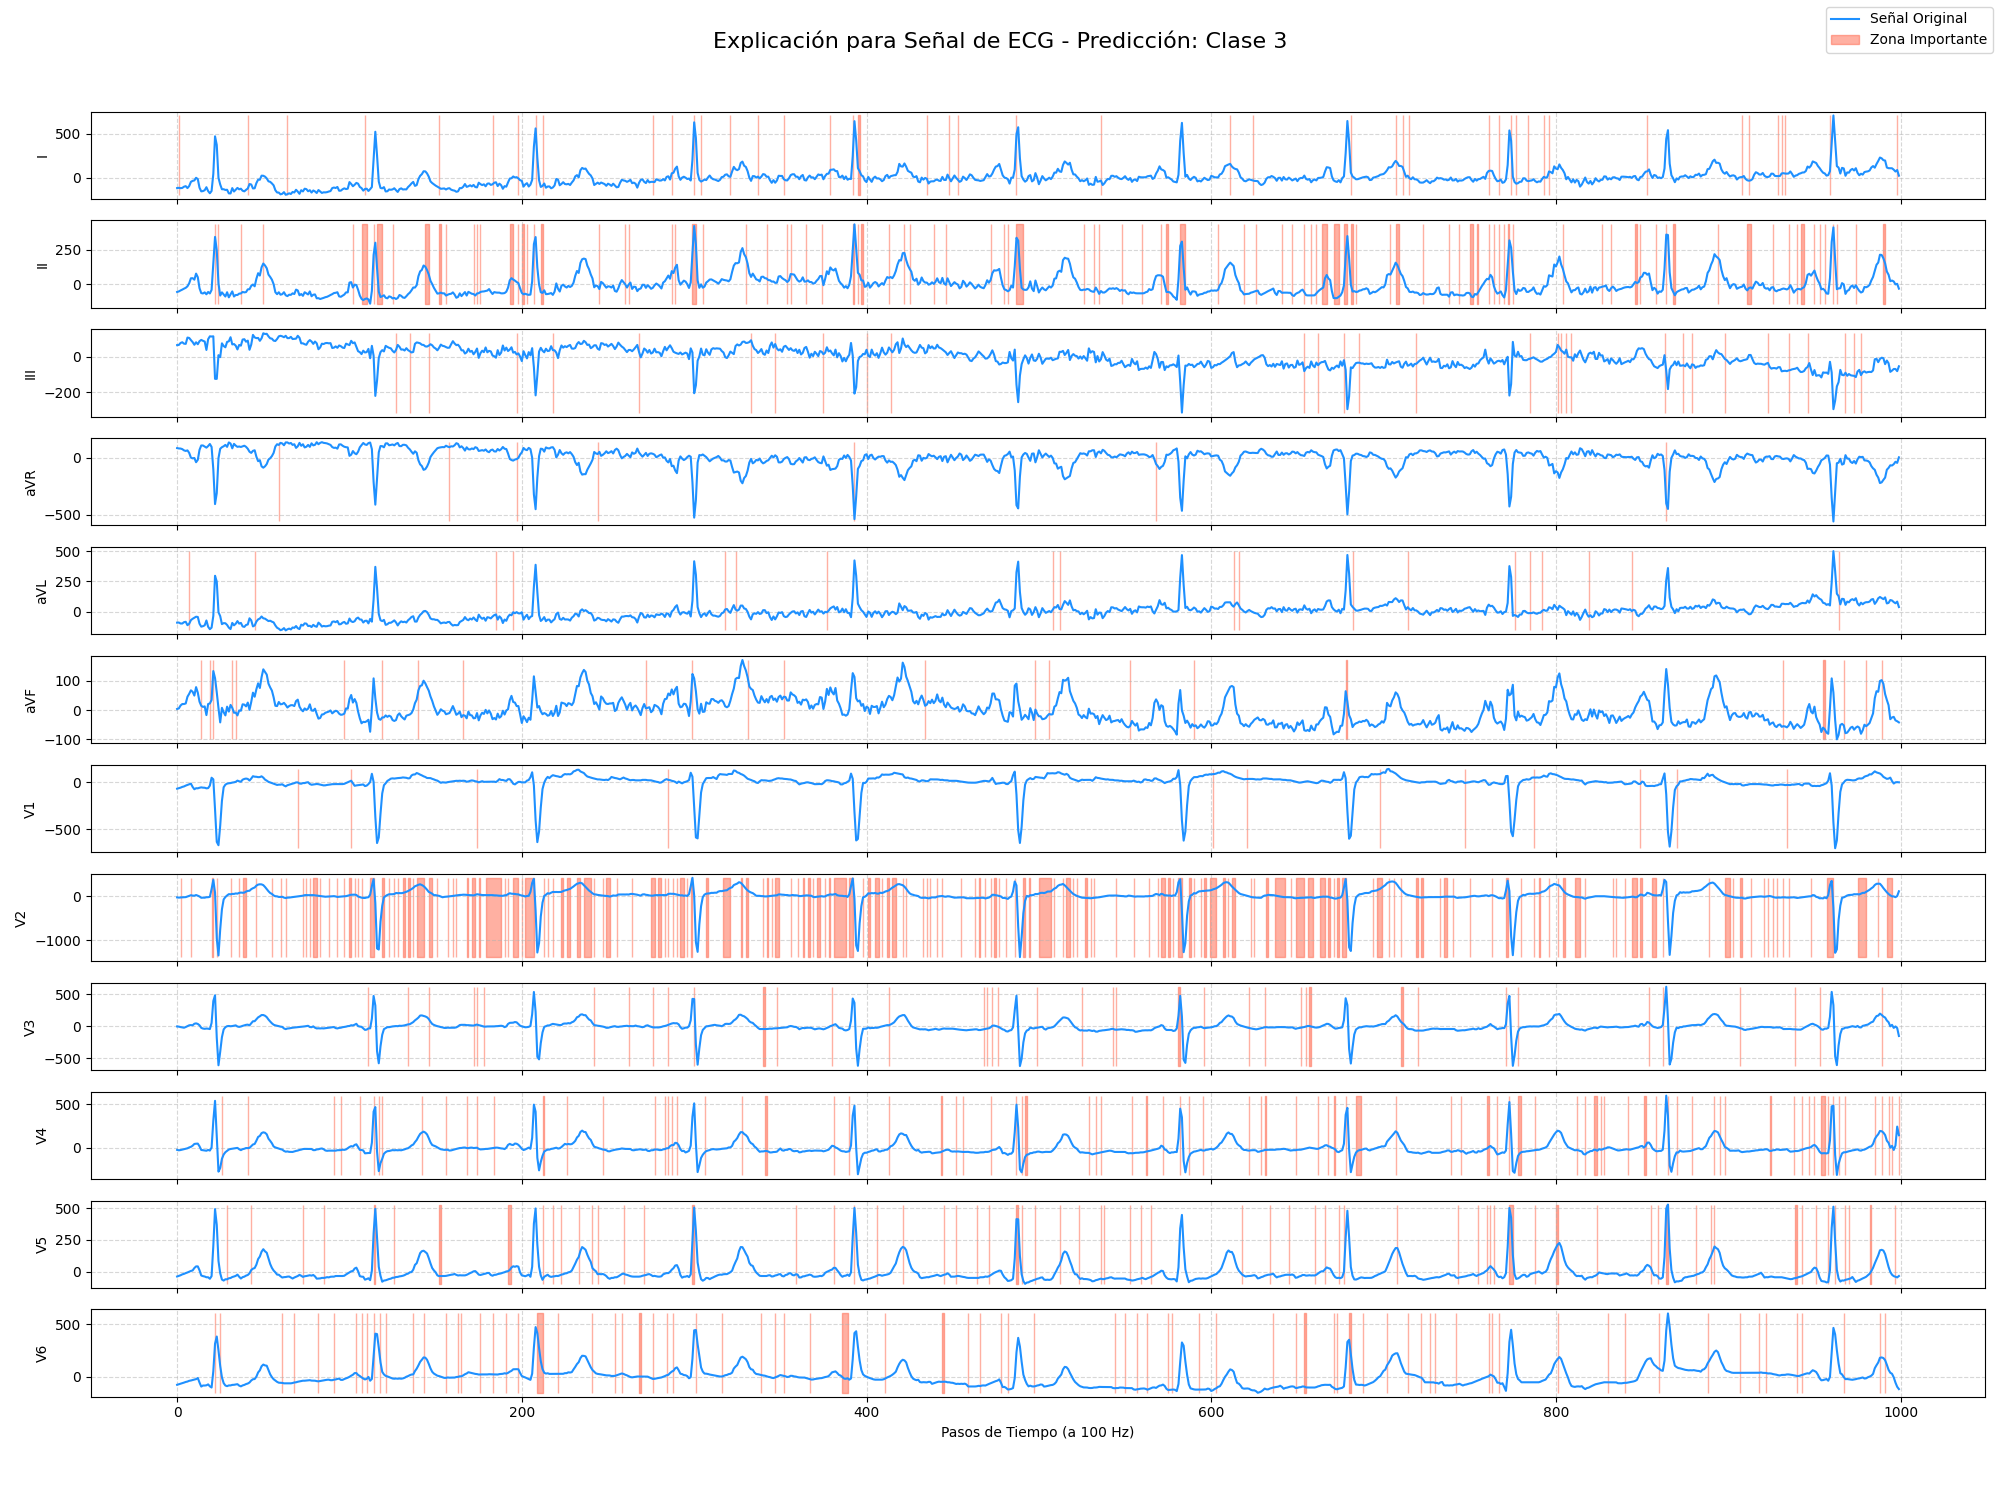 Señal Original
Zona Importante
Explicación para Señal de ECG - Predicción: Clase 3
500
0
I
250
0
II
0
−200
III
0
−500
aVR
500
250
0
aVL
100
0
−100
aVF
0
−500
V1
0
−1000
V2
500
0
−500
V3
500
0
V4
500
250
0
V5
500
0
V6
0 200 400 600 800 1000
Pasos de Tiempo (a 100 Hz)